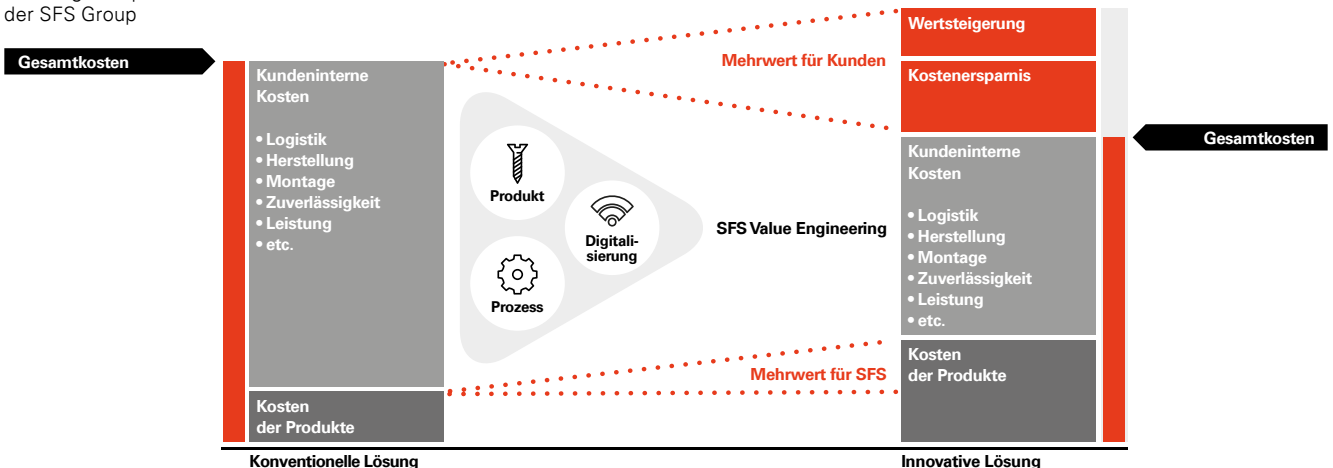 der SFS Group
Gesamtkosten
Kundeninterne
Kosten
• Logistik
• Herstellung
• Montage
• Zuverlässigkeit
• Leistung
• etc.
Kosten
der Produkte
Konventionelle Lösung
Produkt
Digitali-
sierung
Prozess
Mehrwert für Kunden
SFS Value Engineering
Mehrwert für SFS
Wertsteigerung
Kostenersparnis
Kundeninterne
Kosten
• Logistik
• Herstellung
• Montage
• Zuverlässigkeit
• Leistung
• etc.
Kosten
der Produkte
Innovative Lösung
Gesamtkosten